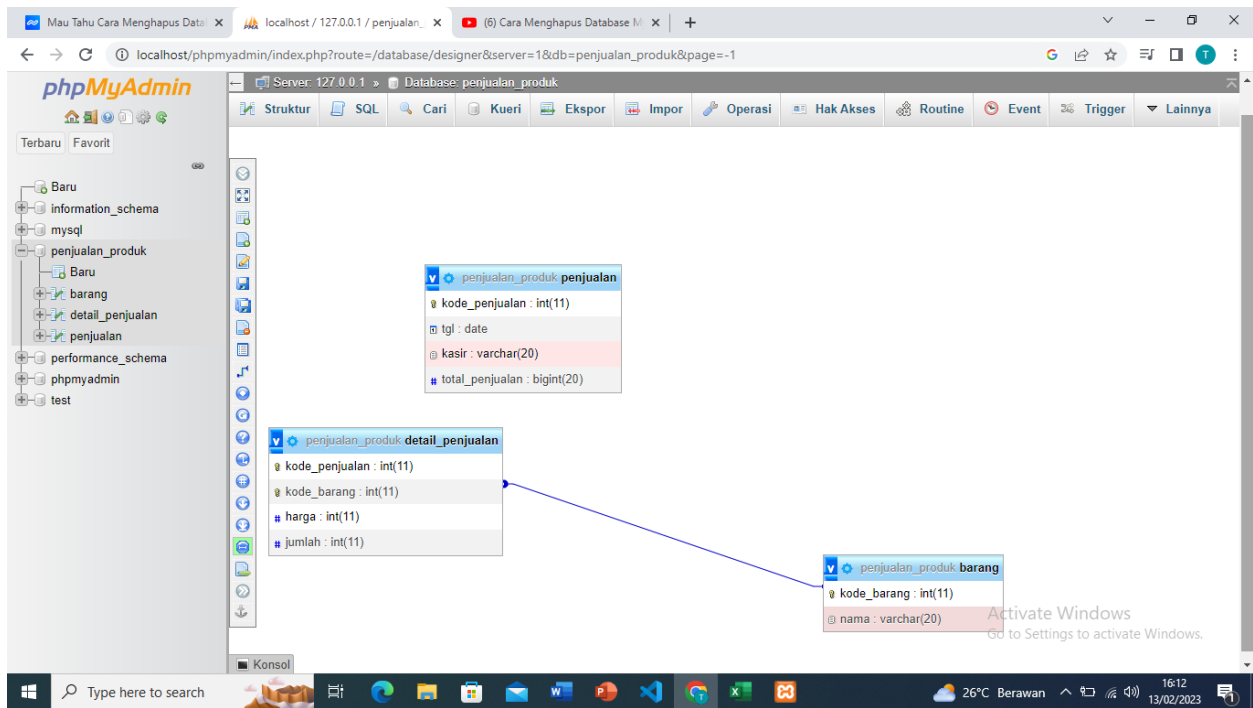 Mau Tahu Cara Menghapus Data
localhost / 127.0.0.1 / penjualan_
(6) Cara Menghapus Database M
localhost/phpmyadmin/index.php?route=/database/designer&server=1&db=penjualan_produk&page=-1
T
phpMyAdmin
Terbaru Favorit
Baru
information_schema
mysql
penjualan_produk
Baru
barang
detail_penjualan
penjualan
performance_schema
phpmyadmin
test
Server: 127.0.0.1 » Database: penjualan_produk
Struktur SQL Cari Kueri Ekspor Impor Operasi Hak Akses Routine Event Trigger Lainnya
v penjualan_produk penjualan
kode_penjualan : int(11)
tgl : date
kasir : varchar(20)
# total_penjualan : bigint(20)
v penjualan_produk detail_penjualan
kode_penjualan : int(11)
kode_barang : int(11)
# harga : int(11)
# jumlah : int(11)
v penjualan_produk barang
kode_barang : int(11)
nama : varchar(20)
Activate Windows
Go to Settings to activate Windows.
Konsol
Type here to search
26°C Berawan
16:12
13/02/2023